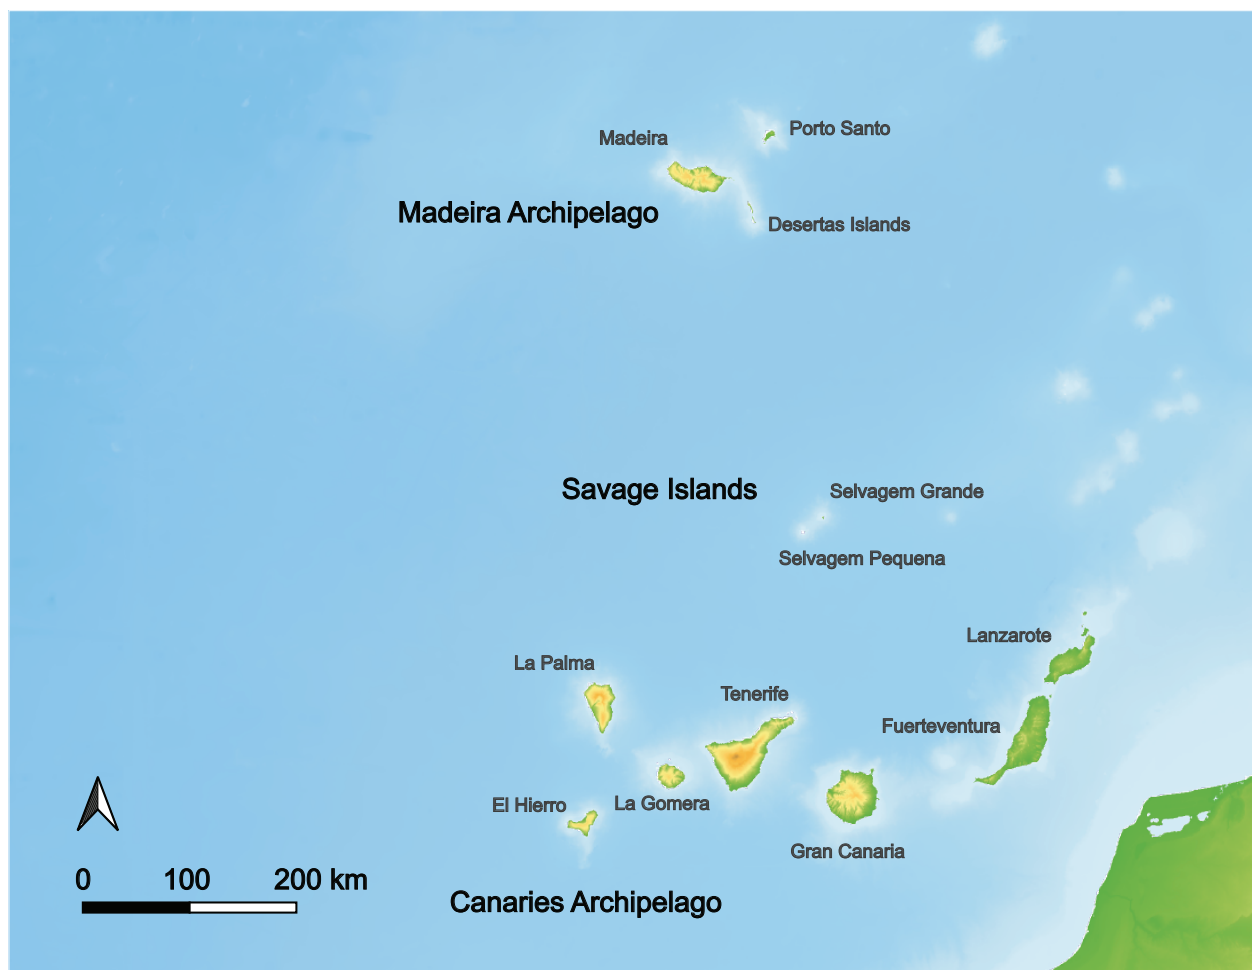 Porto Santo
Madeira
Madeira Archipelago
Desertas Islands
Savage Islands
Selvagem Grande
Selvagem Pequena
Lanzarote
La Palma
Tenerife
Fuerteventura
El Hierro
La Gomera
Gran Canaria
0 100 200 km
Canaries Archipelago